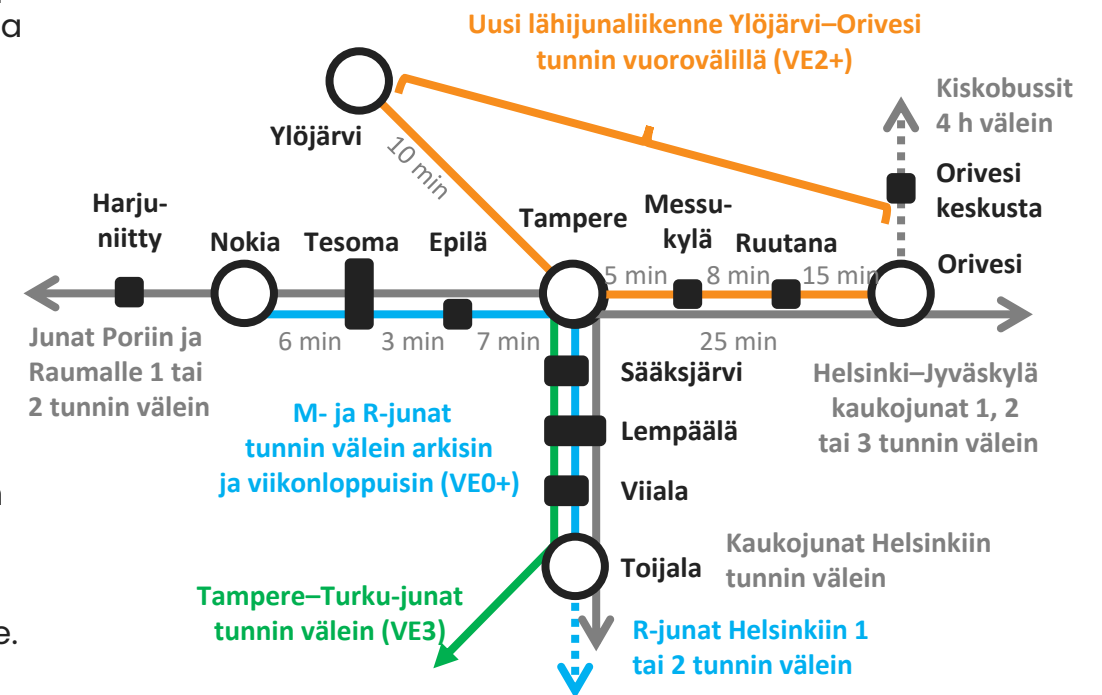 a
Uusi lähijunaliikenne Ylöjärvi–Orivesi
tunnin vuorovälillä (VE2+)
Kiskobussit
4 h välein
Ylöjärvi
10 min
Orivesi
keskusta
Harju-
niitty
Nokia
Tesoma
Epilä
Tampere
Messu-
kylä
Ruutana
Orivesi
5 min
8 min
15 min
6 min
3 min
7 min
25 min
Junat Poriin ja
Raumalle 1 tai
2 tunnin välein
M- ja R-junat
tunnin välein arkisin
ja viikonloppuisin (VE0+)
Sääksjärvi
Lempäälä
Viiala
Toijala
Helsinki–Jyväskylä
kaukojunat 1, 2
tai 3 tunnin välein
Kaukojunat Helsinkiin
tunnin välein
Tampere–Turku-junat
tunnin välein (VE3)
R-junat Helsinkiin 1
tai 2 tunnin välein
e.